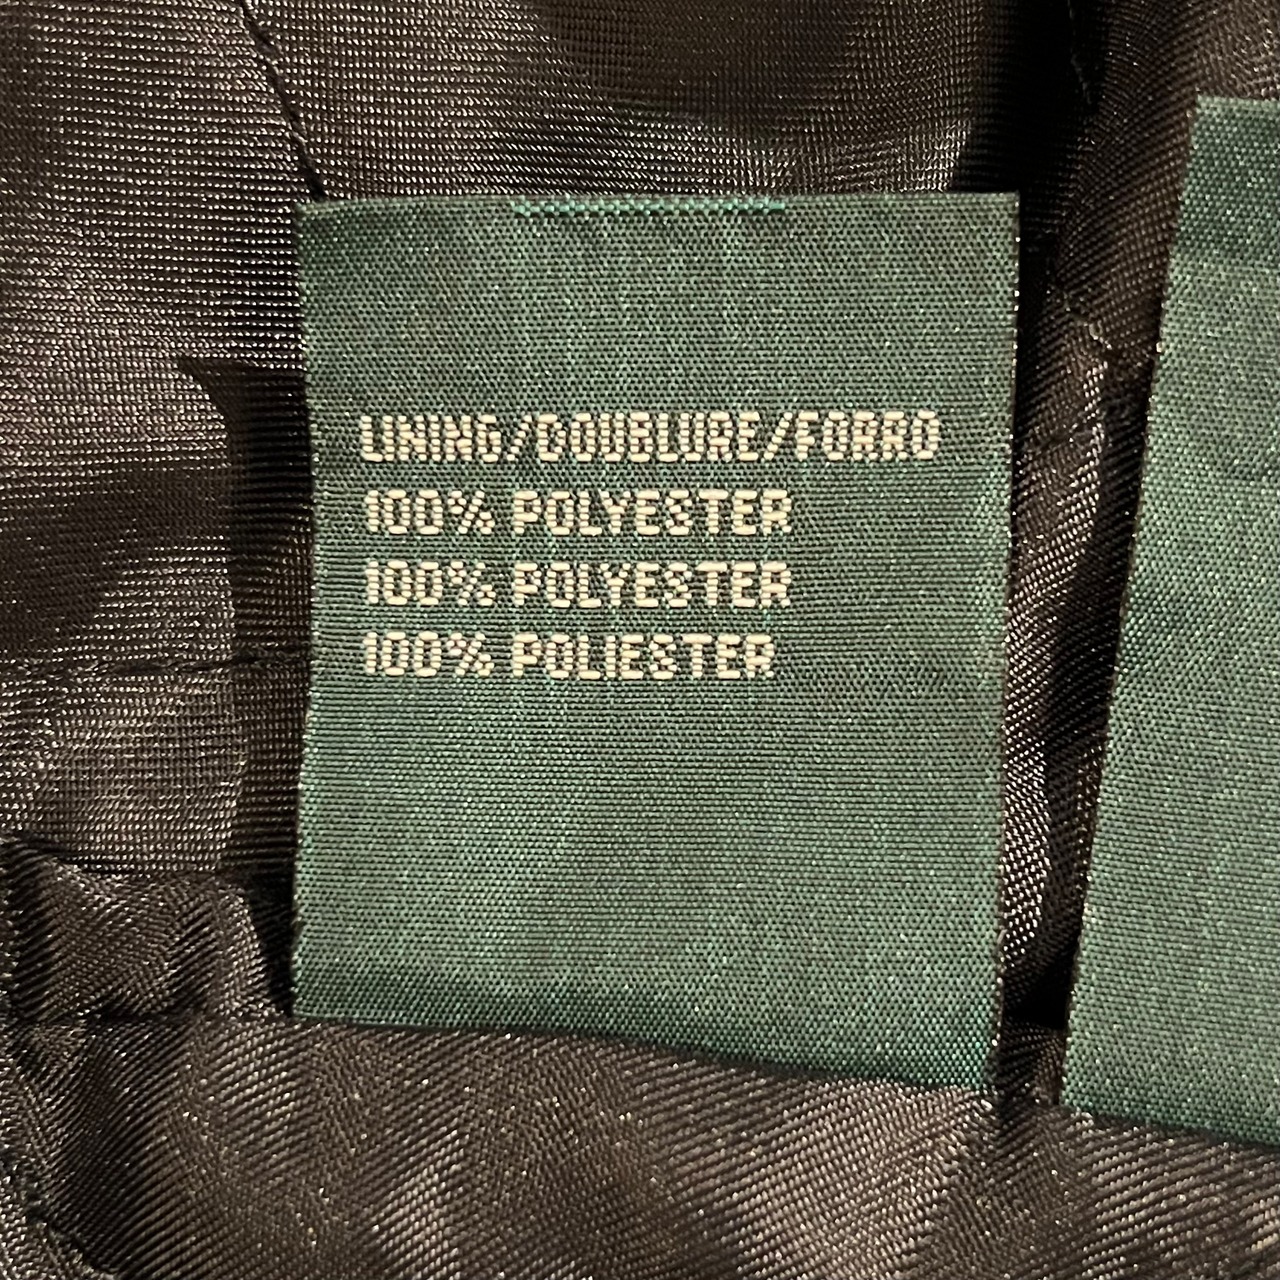 LINING/DOUBLURE/FORRO
100% POLYESTER
100% POLYESTER
100% POLIESTER